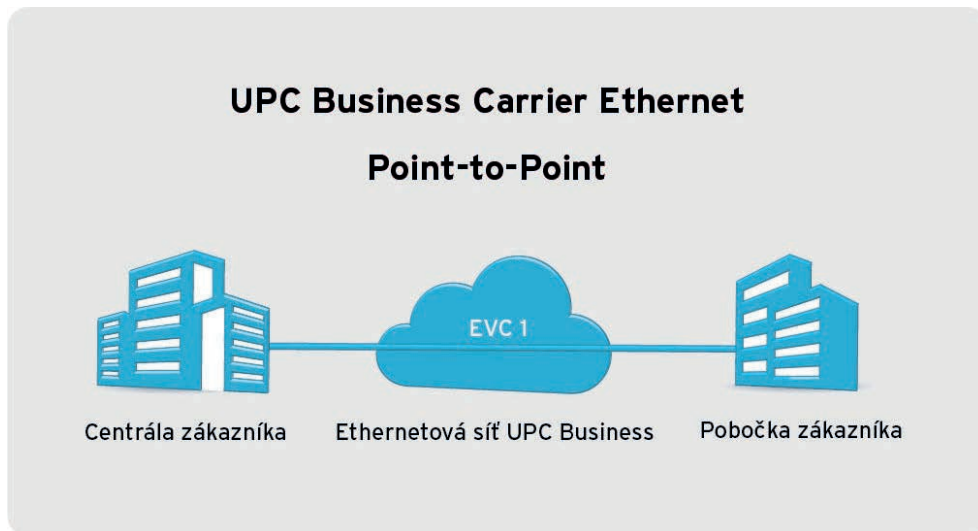 UPC Business Carrier Ethernet
Point-to-Point
EVC 1
Centrála zákazníka
Ethernetová síť UPC Business
Pobočka zákazníka